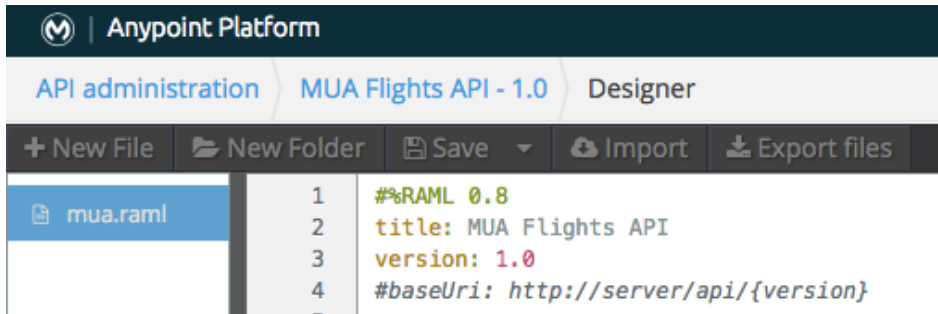 | Anypoint Platform
API administration MUA Flights API - 1.0 Designer
+ New File New Folder Save Import Export files
mua.raml
1 #%RAML 0.8
2 title: MUA Flights API
3 version: 1.0
4 #baseUri: http://server/api/{version}